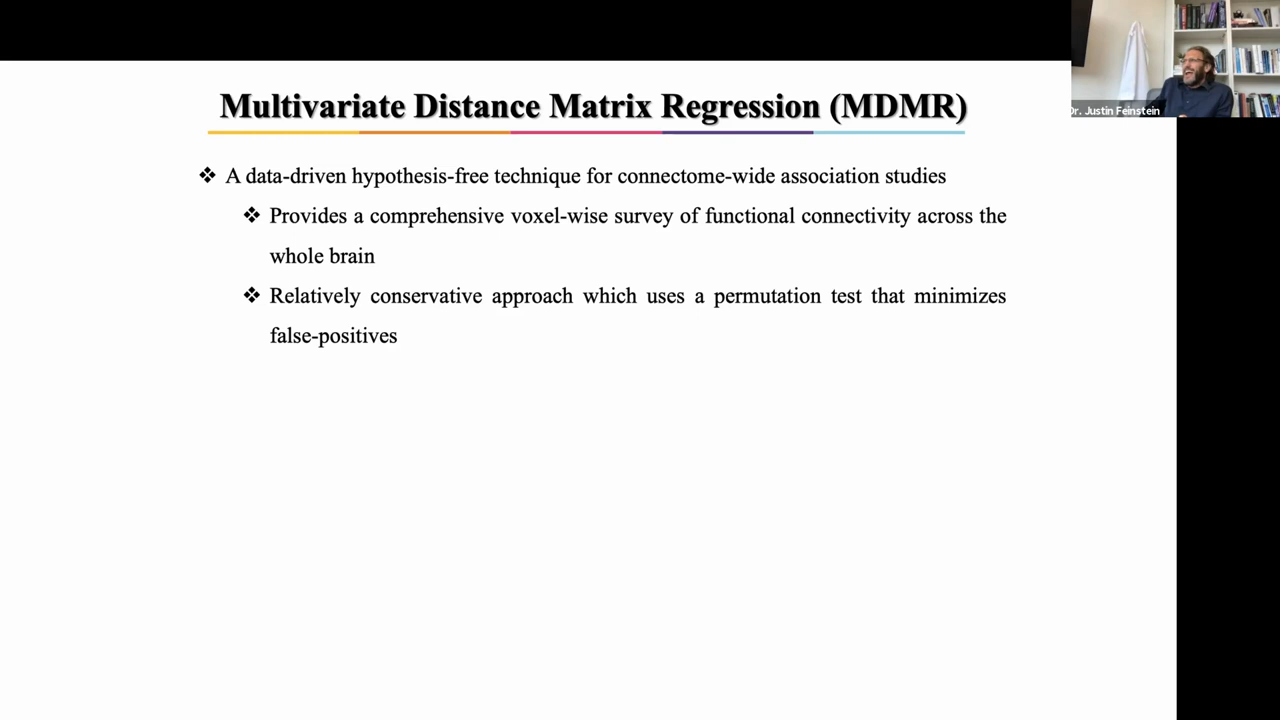 Multivariate Distance Matrix Regression (MDMR)
❖ A data-driven hypothesis-free technique for connectome-wide association studies
❖ Provides a comprehensive voxel-wise survey of functional connectivity across the
whole brain
❖ Relatively conservative approach which uses a permutation test that minimizes
false-positives
Dr. Justin Feinstein